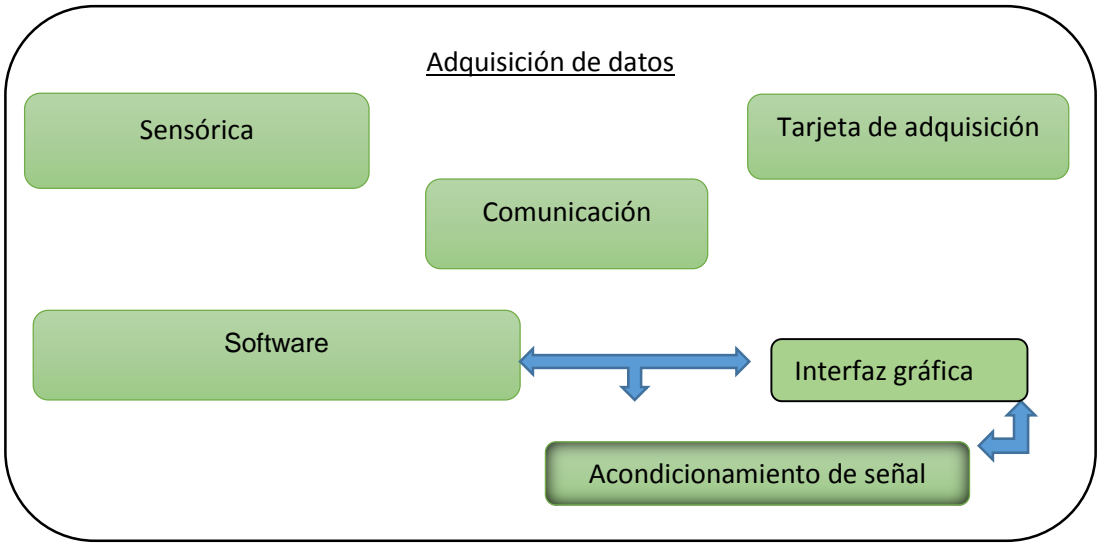 Adquisición de datos
Sensórica
Tarjeta de adquisición
Comunicación
Software
Interfaz gráfica
Acondicionamiento de señal